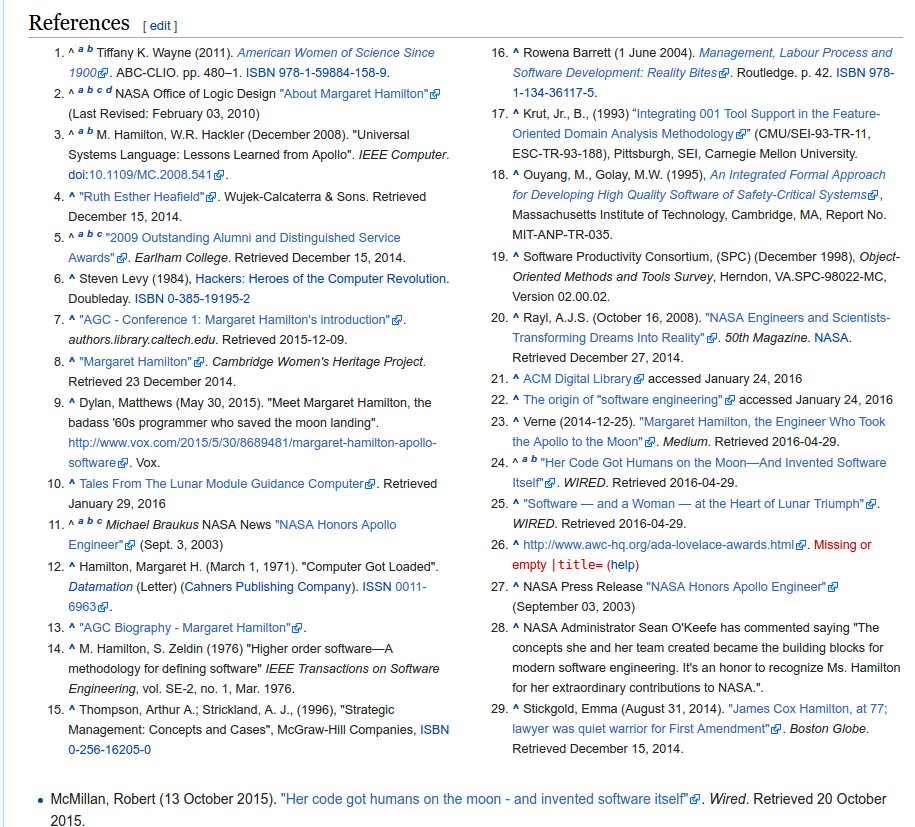 References [ edit ]
1. ^ a b Tiffany K. Wayne (2011). American Women of Science Since
1900. ABC-CLIO. pp. 480–1. ISBN 978-1-59884-158-9.
2. ^ a b c d NASA Office of Logic Design "About Margaret Hamilton"
(Last Revised: February 03, 2010)
3. ^ a b M. Hamilton, W.R. Hackler (December 2008). "Universal
Systems Language: Lessons Learned from Apollo". IEEE Computer.
doi:10.1109/MC.2008.541.
4. ^ "Ruth Esther Heafield". Wujek-Calcaterra & Sons. Retrieved
December 15, 2014.
5. ^ a b c "2009 Outstanding Alumni and Distinguished Service
Awards". Earlham College. Retrieved December 15, 2014.
6. ^ Steven Levy (1984), Hackers: Heroes of the Computer Revolution.
Doubleday. ISBN 0-385-19195-2
7. ^ "AGC - Conference 1: Margaret Hamilton's introduction".
authors.library.caltech.edu. Retrieved 2015-12-09.
8. ^ "Margaret Hamilton". Cambridge Women's Heritage Project.
Retrieved 23 December 2014.
9. ^ Dylan, Matthews (May 30, 2015). "Meet Margaret Hamilton, the
badass '60s programmer who saved the moon landing".
http://www.vox.com/2015/5/30/8689481/margaret-hamilton-apollo-
software. Vox.
10. ^ Tales From The Lunar Module Guidance Computer. Retrieved
January 29, 2016
11. ^ a b c Michael Braukus NASA News "NASA Honors Apollo
Engineer" (Sept. 3, 2003)
12. ^ Hamilton, Margaret H. (March 1, 1971). "Computer Got Loaded".
Datamation (Letter) (Cahners Publishing Company). ISSN 0011-
6963.
13. ^ "AGC Biography - Margaret Hamilton".
14. ^ M. Hamilton, S. Zeldin (1976) "Higher order software—A
methodology for defining software" IEEE Transactions on Software
Engineering, vol. SE-2, no. 1, Mar. 1976.
15. ^ Thompson, Arthur A.; Strickland, A. J., (1996), "Strategic
Management: Concepts and Cases", McGraw-Hill Companies, ISBN
0-256-16205-0
16. ^ Rowena Barrett (1 June 2004). Management, Labour Process and
Software Development: Reality Bites. Routledge. p. 42. ISBN 978-
1-134-36117-5.
17. ^ Krut, Jr., B., (1993) “Integrating 001 Tool Support in the Feature-
Oriented Domain Analysis Methodology” (CMU/SEI-93-TR-11,
ESC-TR-93-188), Pittsburgh, SEI, Carnegie Mellon University.
18. ^ Ouyang, M., Golay, M.W. (1995), An Integrated Formal Approach
for Developing High Quality Software of Safety-Critical Systems,
Massachusetts Institute of Technology, Cambridge, MA, Report No.
MIT-ANP-TR-035.
19. ^ Software Productivity Consortium, (SPC) (December 1998), Object-
Oriented Methods and Tools Survey, Herndon, VA.SPC-98022-MC,
Version 02.00.02.
20. ^ Rayl, A.J.S. (October 16, 2008). "NASA Engineers and Scientists-
Transforming Dreams Into Reality". 50th Magazine. NASA.
Retrieved December 27, 2014.
21. ^ ACM Digital Library accessed January 24, 2016
22. ^ The origin of "software engineering" accessed January 24, 2016
23. ^ Verne (2014-12-25). "Margaret Hamilton, the Engineer Who Took
the Apollo to the Moon". Medium. Retrieved 2016-04-29.
24. ^ a b "Her Code Got Humans on the Moon—And Invented Software
Itself". WIRED. Retrieved 2016-04-29.
25. ^ "Software — and a Woman — at the Heart of Lunar Triumph".
WIRED. Retrieved 2016-04-29.
26. ^ http://www.awc-hq.org/ada-lovelace-awards.html. Missing or
empty |title= (help)
27. ^ NASA Press Release "NASA Honors Apollo Engineer"
(September 03, 2003)
28. ^ NASA Administrator Sean O'Keefe has commented saying "The
concepts she and her team created became the building blocks for
modern software engineering. It's an honor to recognize Ms. Hamilton
for her extraordinary contributions to NASA.".
29. ^ Stickgold, Emma (August 31, 2014). "James Cox Hamilton, at 77;
lawyer was quiet warrior for First Amendment". Boston Globe.
Retrieved December 15, 2014.
• McMillan, Robert (13 October 2015). "Her code got humans on the moon - and invented software itself". Wired. Retrieved 20 October
2015.